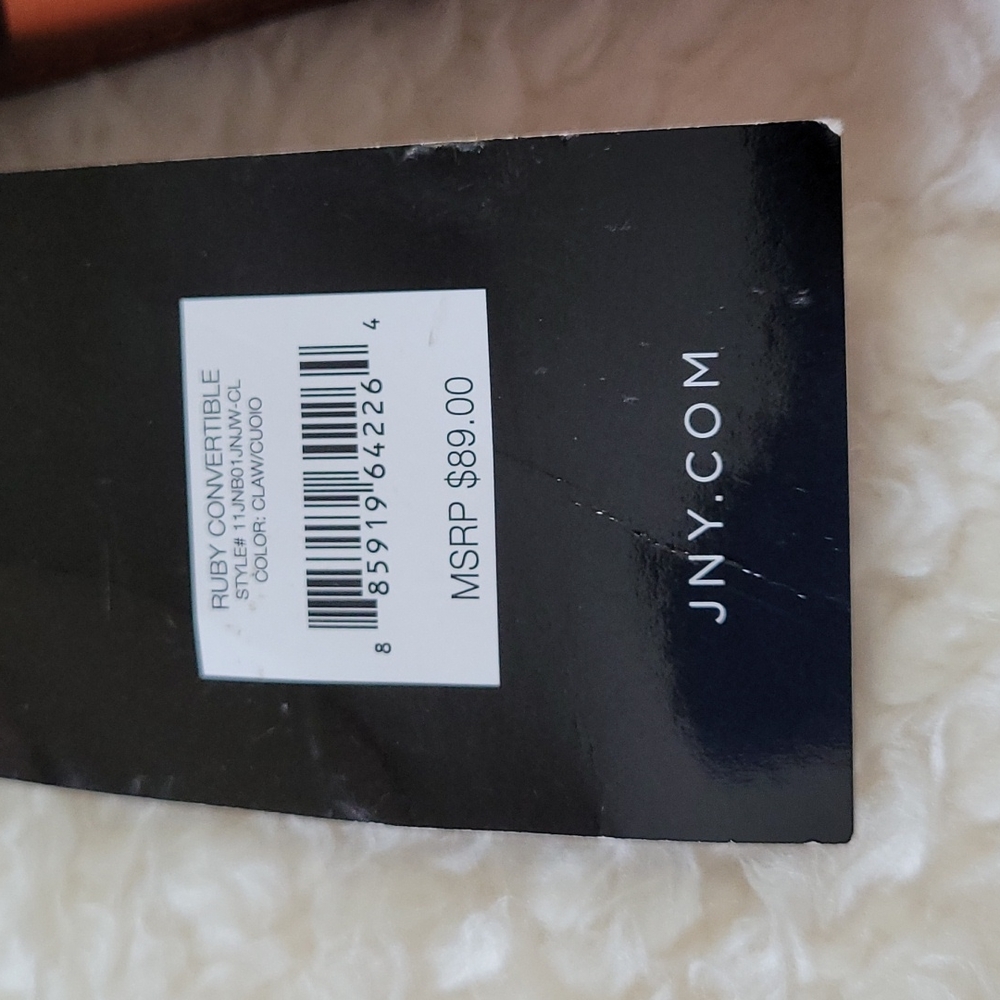 RUBY CONVERTIBLE
STYLE# 11JNB01JNJW-CL
COLOR: CLAW/CUOIO
8 85919 64226 4
MSRP $89.00
JNY.COM